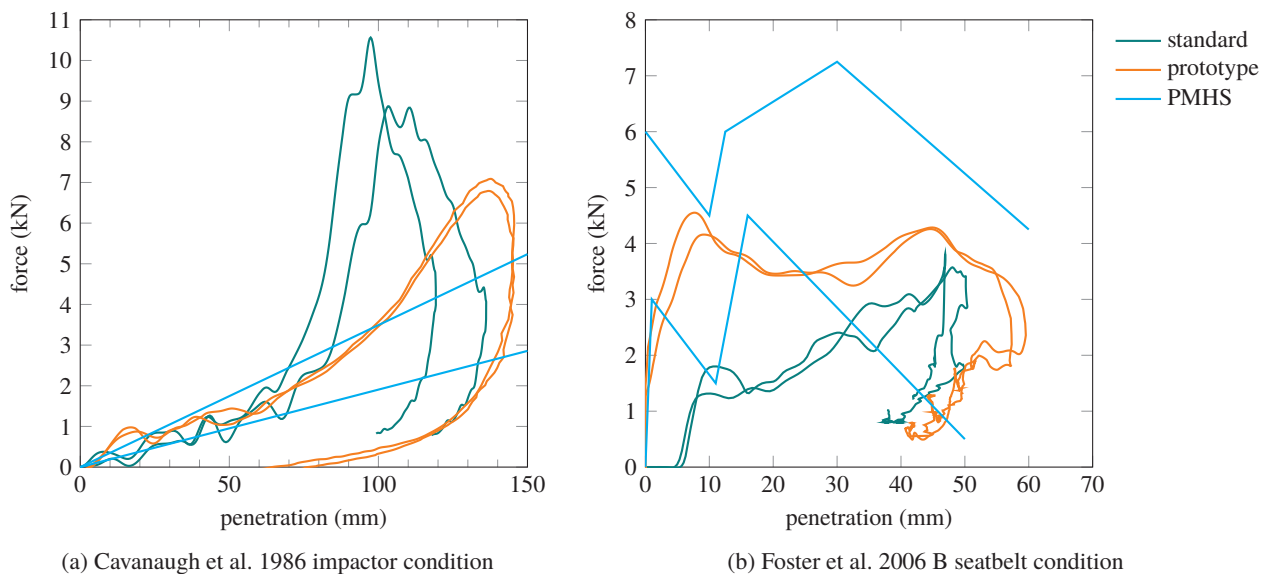 11
10
9
8
7
6
5
4
3
2
1
0
force (kN)
0 50 100 150
penetration (mm)
(a) Cavanaugh et al. 1986 impactor condition
8
7
6
5
4
3
2
1
0
force (kN)
0 10 20 30 40 50 60 70
penetration (mm)
(b) Foster et al. 2006 B seatbelt condition
standard
prototype
PMHS